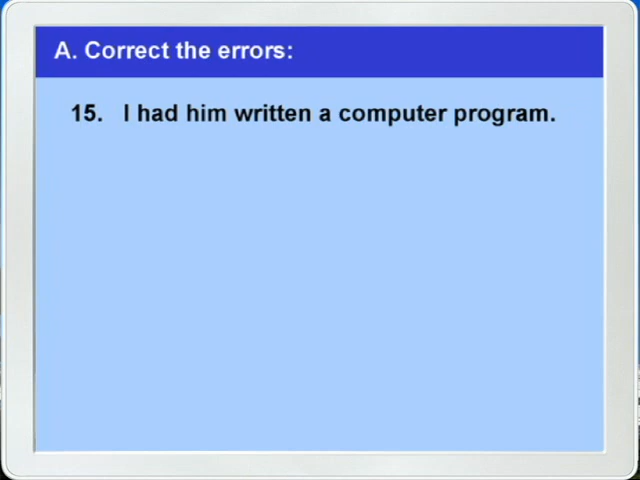 A. Correct the errors:
15. I had him written a computer program.